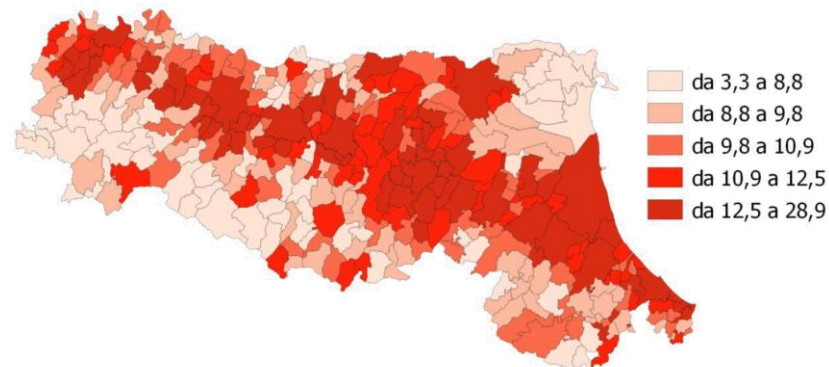 da 3,3 a 8,8
da 8,8 a 9,8
da 9,8 a 10,9
da 10,9 a 12,5
da 12,5 a 28,9